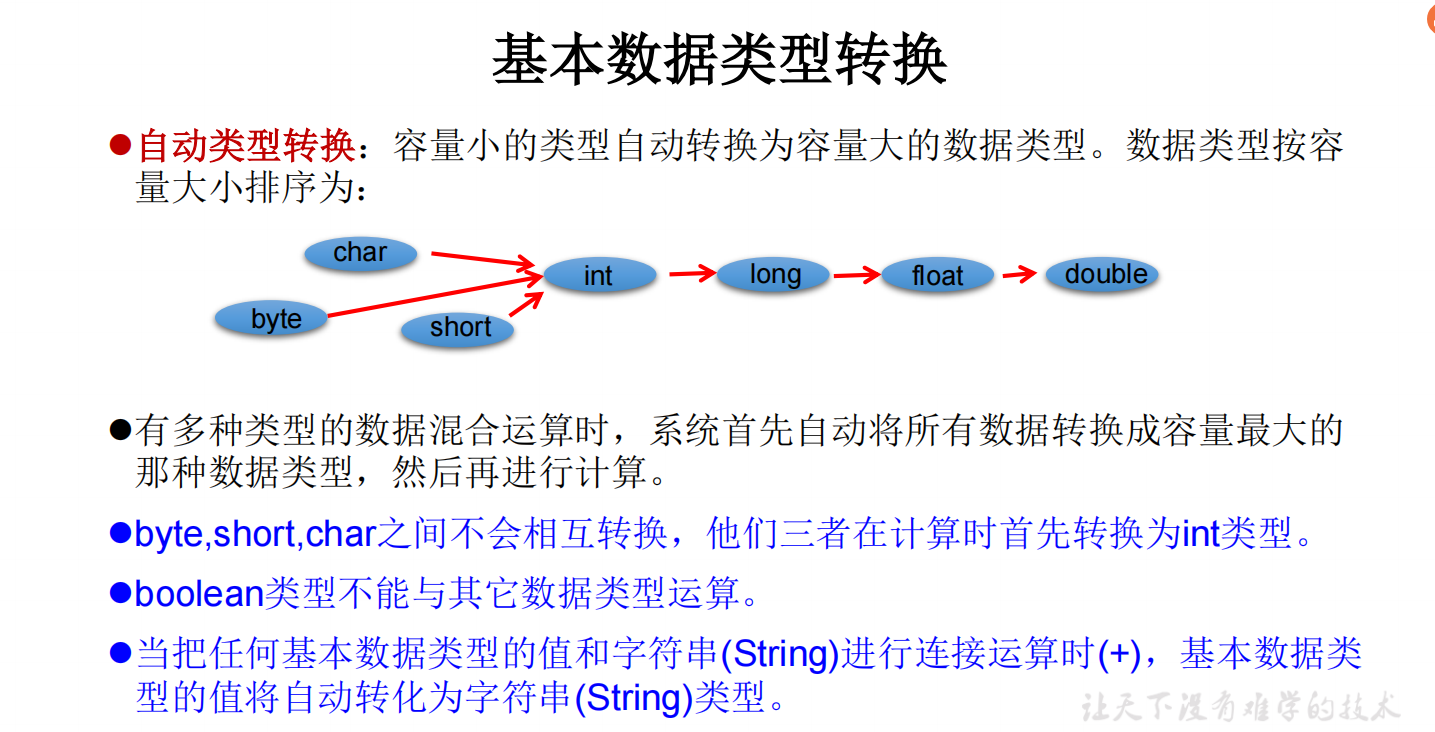 基本数据类型转换
●自动类型转换：容量小的类型自动转换为容量大的数据类型。数据类型按容
量大小排序为：
char
byte
short
int
long
float
double
●有多种类型的数据混合运算时，系统首先自动将所有数据转换成容量最大的
那种数据类型，然后再进行计算。
●byte,short,char之间不会相互转换，他们三者在计算时首先转换为int类型。
●boolean类型不能与其它数据类型运算。
●当把任何基本数据类型的值和字符串(String)进行连接运算时(+)，基本数据类
型的值将自动转化为字符串(String)类型。
让天下没有难学的技术